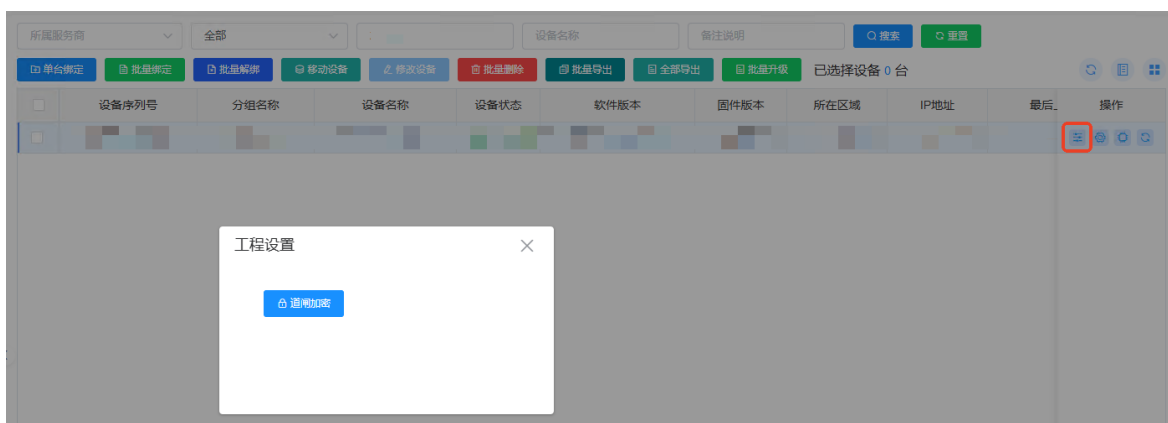 所属服务商 全部 设备名称 备注说明 搜索 重置
单台绑定 批量绑定 批量解绑 移动设备 修改设备 批量删除 批量导出 全部导出 批量升级 已选择设备 0 台
设备序列号 分组名称 设备名称 设备状态 软件版本 固件版本 所在区域 IP地址 最后_ 操作
工程设置
道闸加密